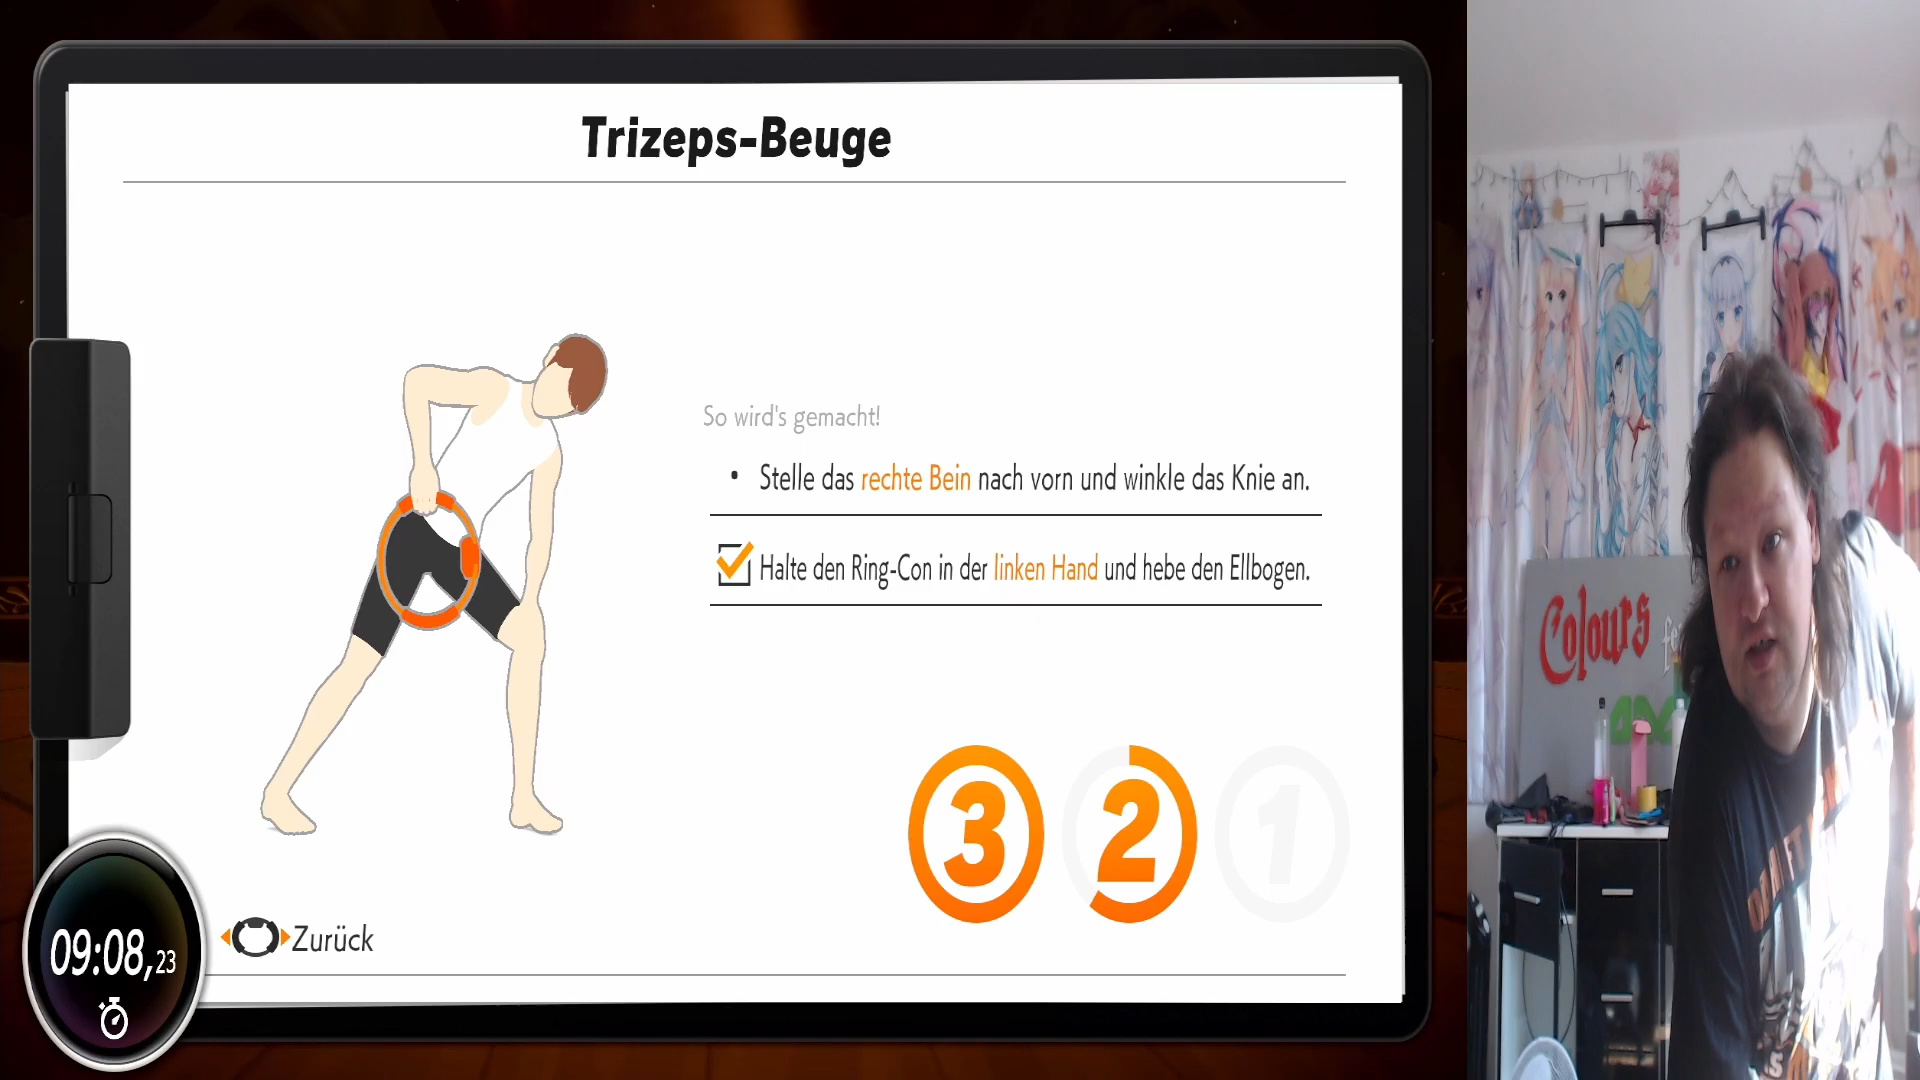 Trizeps-Beuge
So wird's gemacht!
• Stelle das rechte Bein nach vorn und winkle das Knie an.
Halte den Ring-Con in der linken Hand und hebe den Ellbogen.
3 2 1
Zurück
09:08,23
Colours